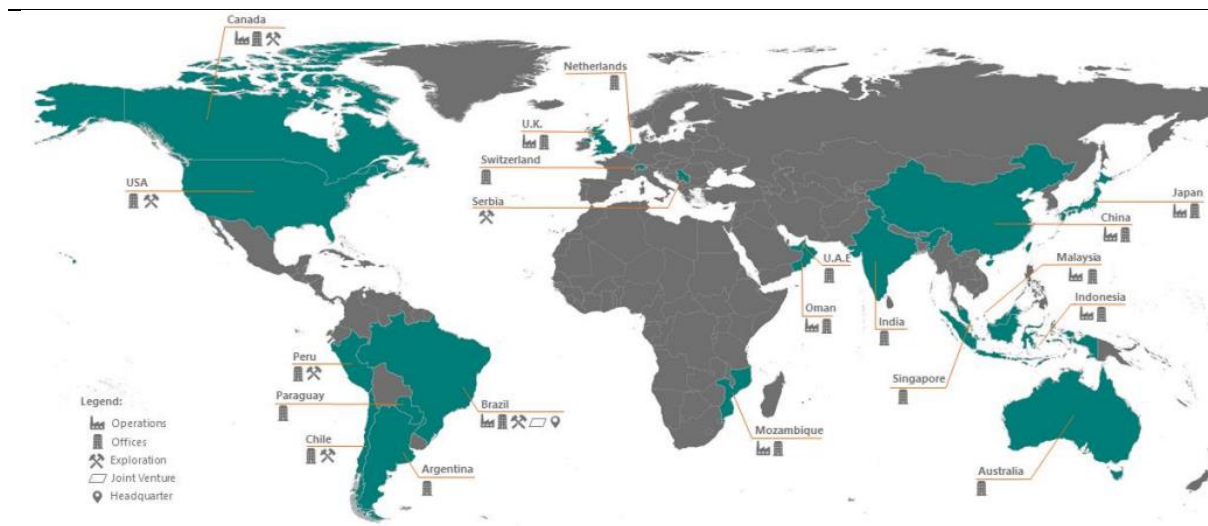 Canada
Netherlands
U.K.
Switzerland
USA
Serbia
Japan
China
U.A.E
Malaysia
Oman
Indonesia
India
Peru
Singapore
Paraguay
Brazil
Legend:
Operations
Offices
Exploration
Joint Venture
Headquarter
Chile
Argentina
Mozambique
Australia